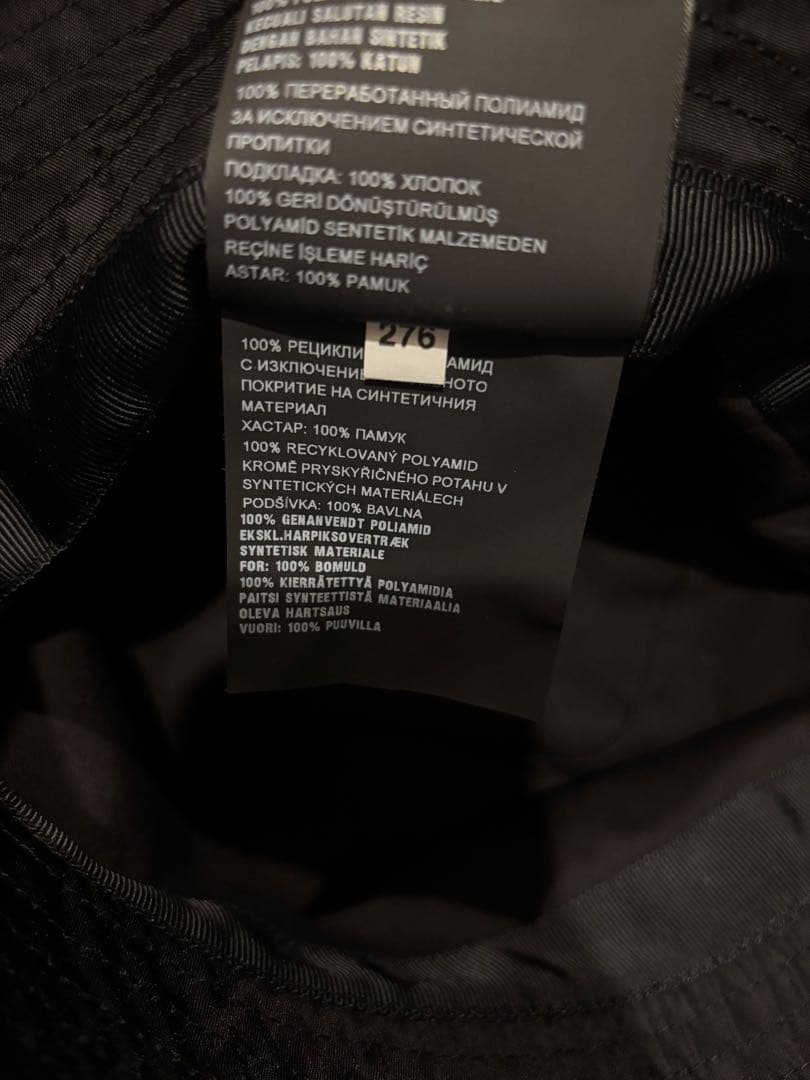 KECUALI SALUTAN RESIN
DENGAN BAHAN SINTETIK
PELAPIS: 100% KATUN
100% ПЕРЕРАБОТАННЫЙ ПОЛИАМИД
ЗА ИСКЛЮЧЕНИЕМ СИНТЕТИЧЕСКОЙ
ПРОПИТКИ
ПОДКЛАДКА: 100% ХЛОПОК
100% GERİ DÖNÜŞTÜRÜLMÜŞ
POLYAMİD SENTETİK MALZEMEDEN
REÇİNE İŞLEME HARİÇ
ASTAR: 100% PAMUK
276
100% РЕЦИКЛИ АМИД
С ИЗКЛЮЧЕНИ НОТО
ПОКРИТИЕ НА СИНТЕТИЧНИЯ
МАТЕРИАЛ
ХАСТАР: 100% ПАМУК
100% RECYKLOVANÝ POLYAMID
KROMĚ PRYSKYŘIČNÉHO POTAHU V
SYNTETICKÝCH MATERIÁLECH
PODŠÍVKA: 100% BAVLNA
100% GENANVENDT POLIAMID
EKSKL.HARPIKSOVERTRÆK
SYNTETISK MATERIALE
FOR: 100% BOMULD
100% KIERRÄTETTYÄ POLYAMIDIA
PAITSI SYNTEETTISTÄ MATERIAALIA
OLEVA HARTSAUS
VUORI: 100% PUUVILLA